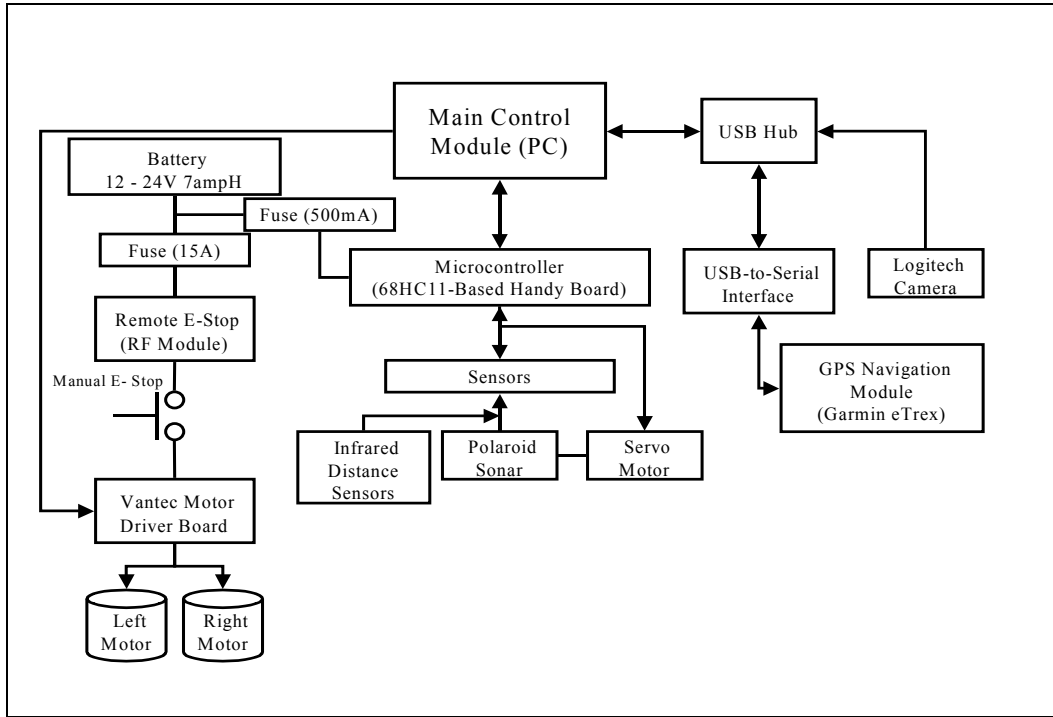 Main Control
Module (PC)
USB Hub
Battery
12 - 24V 7ampH
Fuse (500mA)
Fuse (15A)
Microcontroller
(68HC11-Based Handy Board)
USB-to-Serial
Interface
Logitech
Camera
Remote E-Stop
(RF Module)
Manual E- Stop
Sensors
GPS Navigation
Module
(Garmin eTrex)
Infrared
Distance
Sensors
Polaroid
Sonar
Servo
Motor
Vantec Motor
Driver Board
Left
Motor
Right
Motor